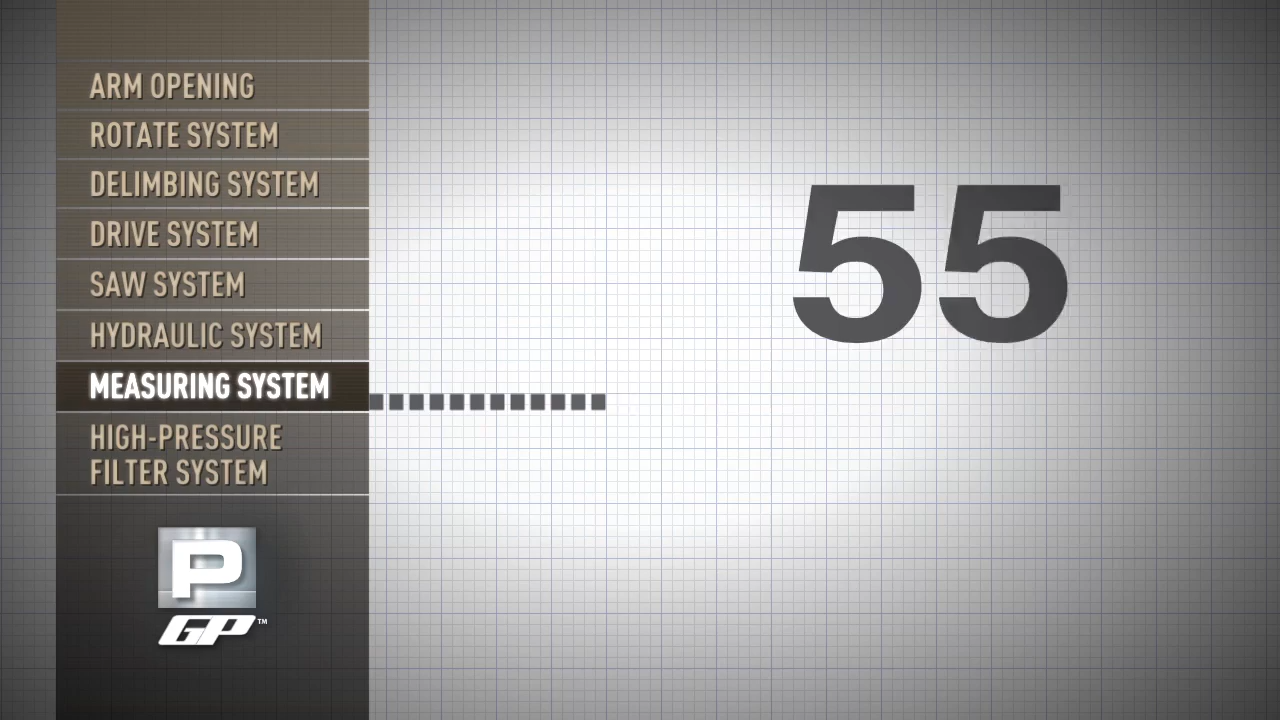 ARM OPENING
ROTATE SYSTEM
DELIMBING SYSTEM
DRIVE SYSTEM
SAW SYSTEM
HYDRAULIC SYSTEM
MEASURING SYSTEM
HIGH-PRESSURE
FILTER SYSTEM
P
GP™
55